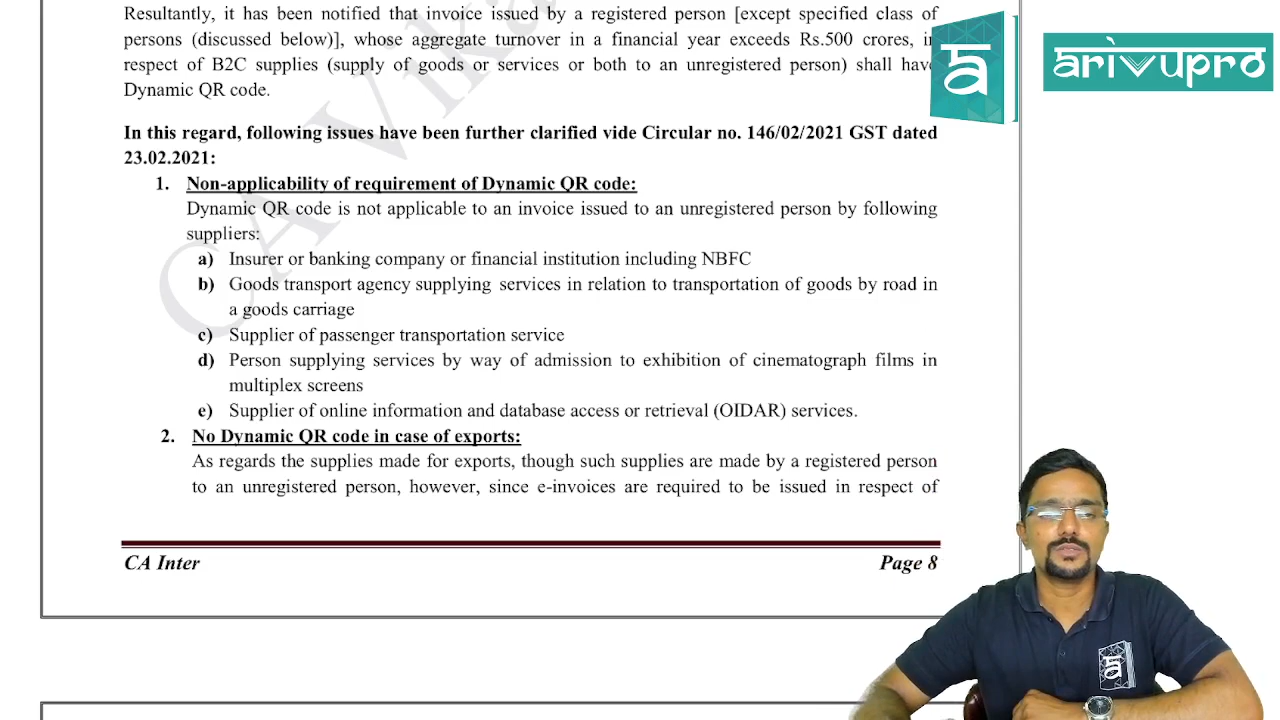 Resultantly, it has been notified that invoice issued by a registered person [except specified class of
persons (discussed below)], whose aggregate turnover in a financial year exceeds Rs.500 crores, in
respect of B2C supplies (supply of goods or services or both to an unregistered person) shall have
Dynamic QR code.
In this regard, following issues have been further clarified vide Circular no. 146/02/2021 GST dated
23.02.2021:
1. Non-applicability of requirement of Dynamic QR code:
Dynamic QR code is not applicable to an invoice issued to an unregistered person by following
suppliers:
a) Insurer or banking company or financial institution including NBFC
b) Goods transport agency supplying services in relation to transportation of goods by road in
a goods carriage
c) Supplier of passenger transportation service
d) Person supplying services by way of admission to exhibition of cinematograph films in
multiplex screens
e) Supplier of online information and database access or retrieval (OIDAR) services.
2. No Dynamic QR code in case of exports:
As regards the supplies made for exports, though such supplies are made by a registered person
to an unregistered person, however, since e-invoices are required to be issued in respect of
CA Inter Page 8
CA Vika
arivupro